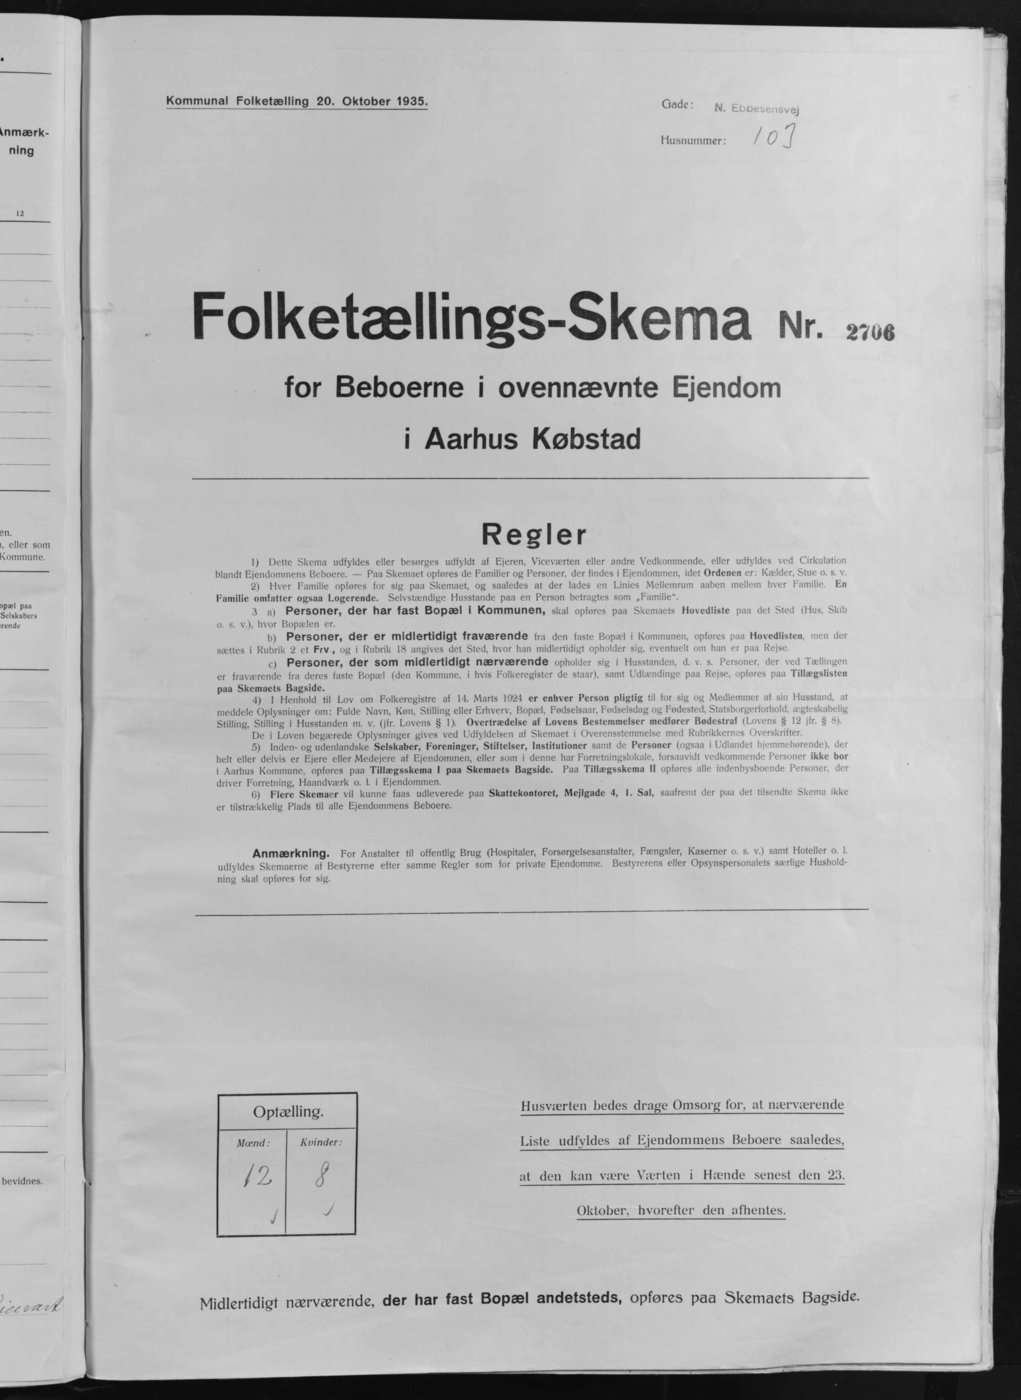 Anmærk-
ning
12
en.
, eller som
Kommune.
opæl paa
Selskabers
rende
bevidnes.
Kommunal Folketælling 20. Oktober 1935.
Gade: N. Ebbesensvej
Husnummer: 103
Folketællings-Skema Nr. 2706
for Beboerne i ovennævnte Ejendom
i Aarhus Købstad
Regler
1) Dette Skema udfyldes eller besørges udfyldt af Ejeren, Viceværten eller andre Vedkommende, eller udfyldes ved Cirkulation
blandt Ejendommens Beboere. — Paa Skemaet opføres de Familier og Personer, der findes i Ejendommen, idet Ordenen er: Kælder, Stue o. s. v.
2) Hver Familie opføres for sig paa Skemaet, og saaledes at der lades en Linies Mellemrum aaben mellem hver Familie. En
Familie omfatter ogsaa Logerende. Selvstændige Husstande paa en Person betragtes som „Familie“.
3 a) Personer, der har fast Bopæl i Kommunen, skal opføres paa Skemaets Hovedliste paa det Sted (Hus, Skib
o. s. v.), hvor Bopælen er.
b) Personer, der er midlertidigt fraværende fra den faste Bopæl i Kommunen, opføres paa Hovedlisten, men der
sættes i Rubrik 2 et Frv., og i Rubrik 18 angives det Sted, hvor han midlertidigt opholder sig, eventuelt om han er paa Rejse.
c) Personer, der som midlertidigt nærværende opholder sig i Husstanden, d. v. s. Personer, der ved Tællingen
er fraværende fra deres faste Bopæl (den Kommune, i hvis Folkeregister de staar), samt Udlændinge paa Rejse, opføres paa Tillægslisten
paa Skemaets Bagside.
4) I Henhold til Lov om Folkeregistre af 14. Marts 1924 er enhver Person pligtig til for sig og Medlemmer af sin Husstand, at
meddele Oplysninger om: Fulde Navn, Køn, Stilling eller Erhverv, Bopæl, Fødselsaar, Fødselsdag og Fødested, Statsborgerforhold, ægteskabelig
Stilling, Stilling i Husstanden m. v. (jfr. Lovens § 1). Overtrædelse af Lovens Bestemmelser medfører Bødestraf (Lovens § 12 jfr. § 8).
De i Loven begærede Oplysninger gives ved Udfyldelsen af Skemaet i Overensstemmelse med Rubrikkernes Overskrifter.
5) Inden- og udenlandske Selskaber, Foreninger, Stiftelser, Institutioner samt de Personer (ogsaa i Udlandet hjemmehørende), der
helt eller delvis er Ejere eller Medejere af Ejendommen, eller som i denne har Forretningslokale, forsaavidt vedkommende Personer ikke bor
i Aarhus Kommune, opføres paa Tillægsskema I paa Skemaets Bagside. Paa Tillægsskema II opføres alle indenbysboende Personer, der
driver Forretning, Haandværk o. l. i Ejendommen.
6) Flere Skemaer vil kunne faas udleverede paa Skattekontoret, Mejlgade 4, 1. Sal, saafremt der paa det tilsendte Skema ikke
er tilstrækkelig Plads til alle Ejendommens Beboere.
Anmærkning. For Anstalter til offentlig Brug (Hospitaler, Forsørgelsesanstalter, Fængsler, Kaserner o. s. v.) samt Hoteller o. l.
udfyldes Skemaerne af Bestyrerne efter samme Regler som for private Ejendomme. Bestyrerens eller Opsynspersonalets særlige Hushold-
ning skal opføres for sig.
Optælling.
Mænd: Kvinder:
12 8
✓ ✓
Husværten bedes drage Omsorg for, at nærværende
Liste udfyldes af Ejendommens Beboere saaledes,
at den kan være Værten i Hænde senest den 23.
Oktober, hvorefter den afhentes.
Midlertidigt nærværende, der har fast Bopæl andetsteds, opføres paa Skemaets Bagside.